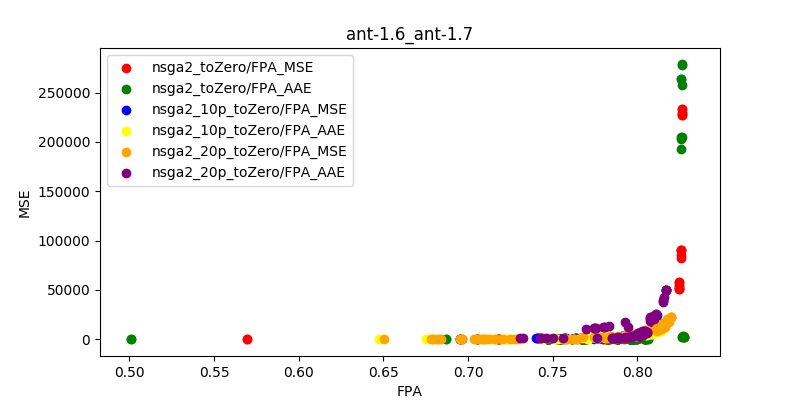 ant-1.6_ant-1.7
nsga2_toZero/FPA_MSE
nsga2_toZero/FPA_AAE
nsga2_10p_toZero/FPA_MSE
nsga2_10p_toZero/FPA_AAE
nsga2_20p_toZero/FPA_MSE
nsga2_20p_toZero/FPA_AAE
MSE
250000
200000
150000
100000
50000
0
0.50 0.55 0.60 0.65 0.70 0.75 0.80
FPA